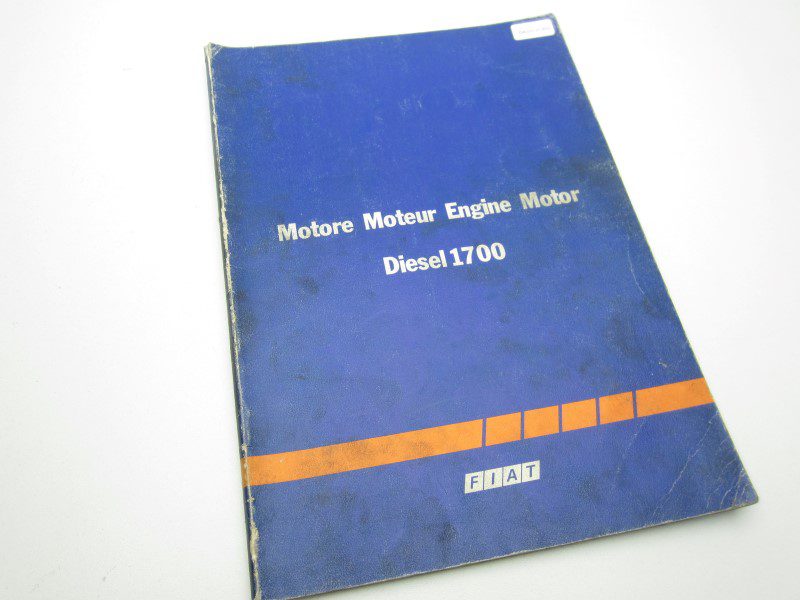 Motore Moteur Engine Motor
Diesel 1700
FIAT